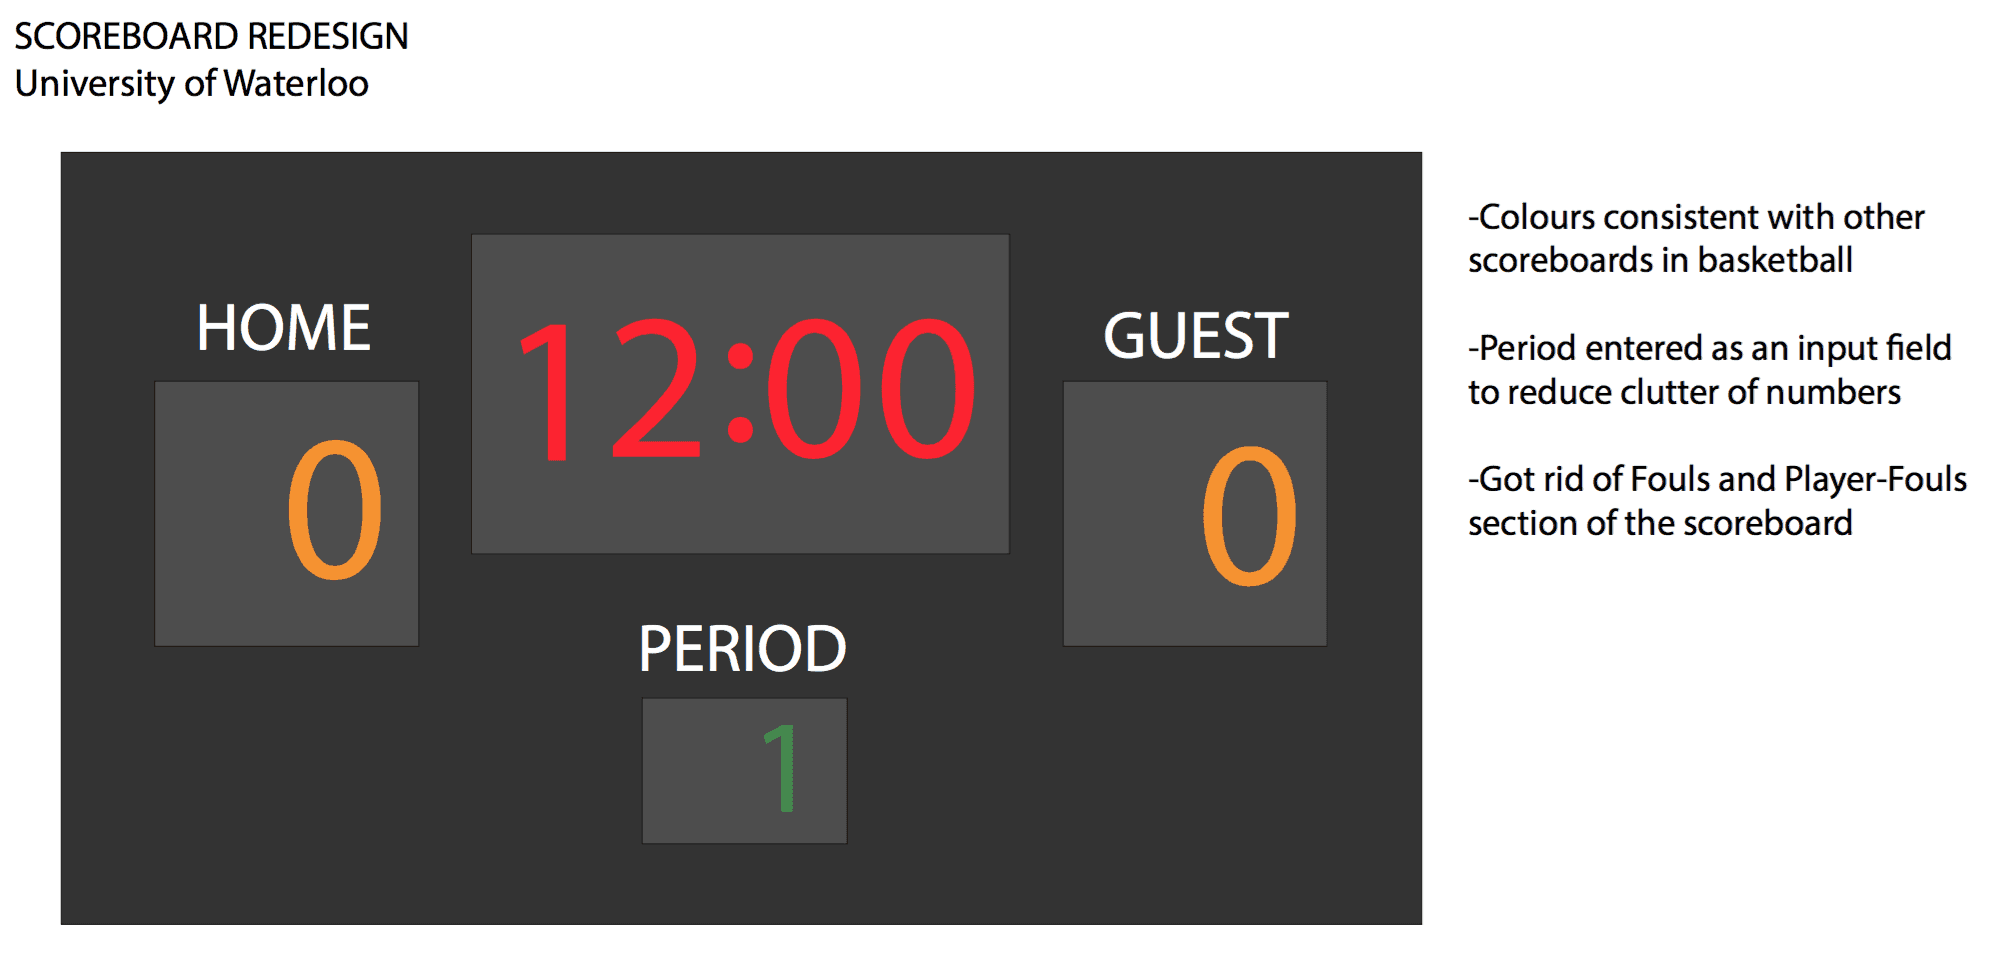 SCOREBOARD REDESIGN
University of Waterloo
HOME
12:00
GUEST
0
0
PERIOD
1
-Colours consistent with other
scoreboards in basketball
-Period entered as an input field
to reduce clutter of numbers
-Got rid of Fouls and Player-Fouls
section of the scoreboard